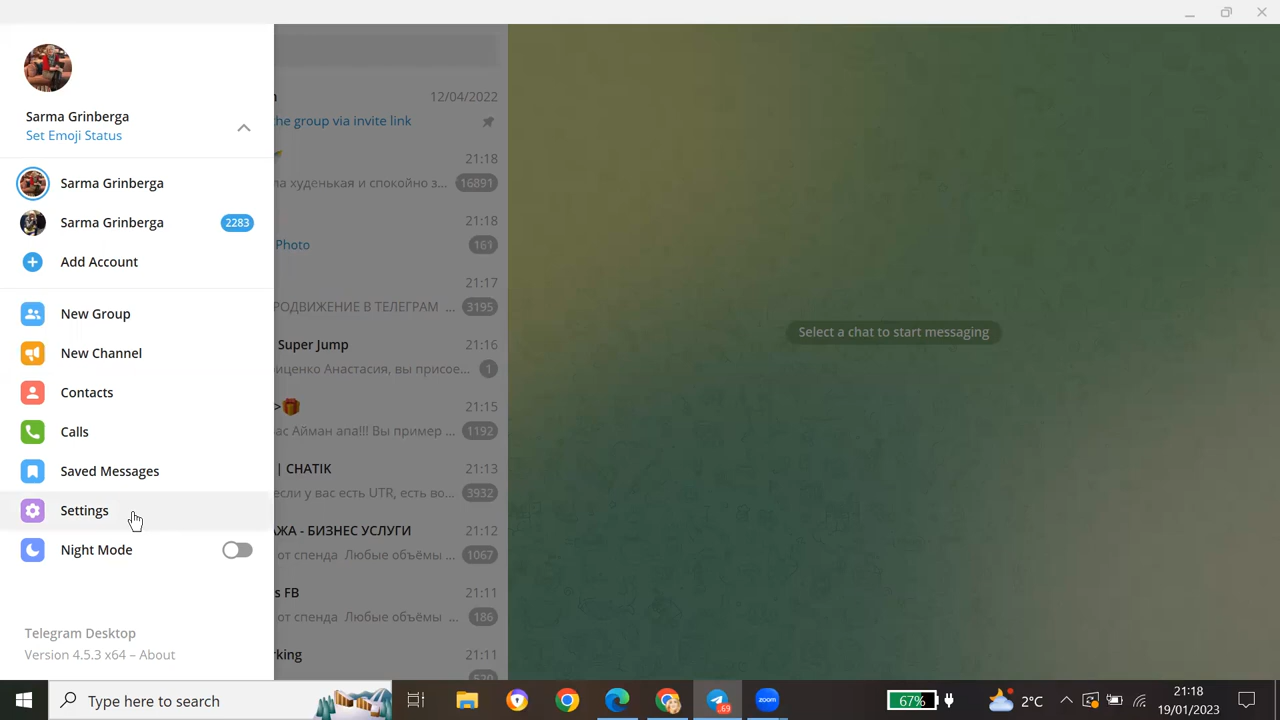 Sarma Grinberga
Set Emoji Status
Sarma Grinberga
Sarma Grinberga 2283
Add Account
New Group
New Channel
Contacts
Calls
Saved Messages
Settings
Night Mode
Telegram Desktop
Version 4.5.3 x64 – About
12/04/2022
the group via invite link
21:18
ла худенькая и спокойно з... 16891
21:18
Photo 161
21:17
РОДВИЖЕНИЕ В ТЕЛЕГРАМ ... 3195
Super Jump 21:16
иценко Анастасия, вы присое... 1
> 21:15
ас Айман апа!!! Вы пример ... 1192
| CHATIK 21:13
если у вас есть UTR, есть во... 3932
ЖА - БИЗНЕС УСЛУГИ 21:12
от спенда Любые объёмы ... 1067
s FB 21:11
от спенда Любые объёмы ... 186
rking 21:11
520
Select a chat to start messaging
Type here to search
.69
zoom
67%
2°C
21:18
19/01/2023